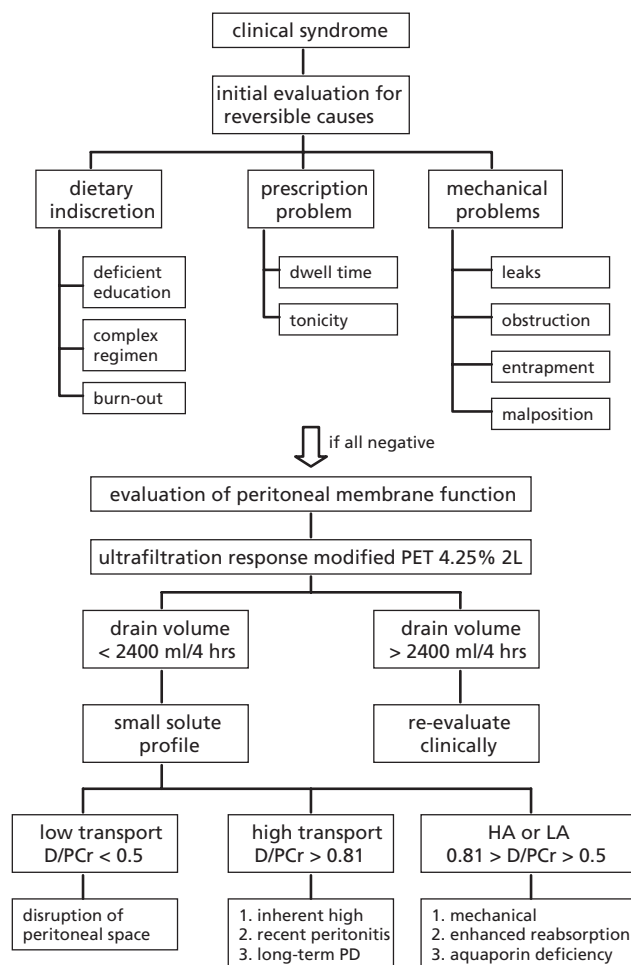 clinical syndrome
initial evaluation for
reversible causes
dietary
indiscretion
deficient
education
complex
regimen
burn-out
prescription
problem
dwell time
tonicity
mechanical
problems
leaks
obstruction
entrapment
malposition
if all negative
evaluation of peritoneal membrane function
ultrafiltration response modified PET 4.25% 2L
drain volume
< 2400 ml/4 hrs
drain volume
> 2400 ml/4 hrs
small solute
profile
re-evaluate
clinically
low transport
D/PCr < 0.5
disruption of
peritoneal space
high transport
D/PCr > 0.81
1. inherent high
2. recent peritonitis
3. long-term PD
HA or LA
0.81 > D/PCr > 0.5
1. mechanical
2. enhanced reabsorption
3. aquaporin deficiency